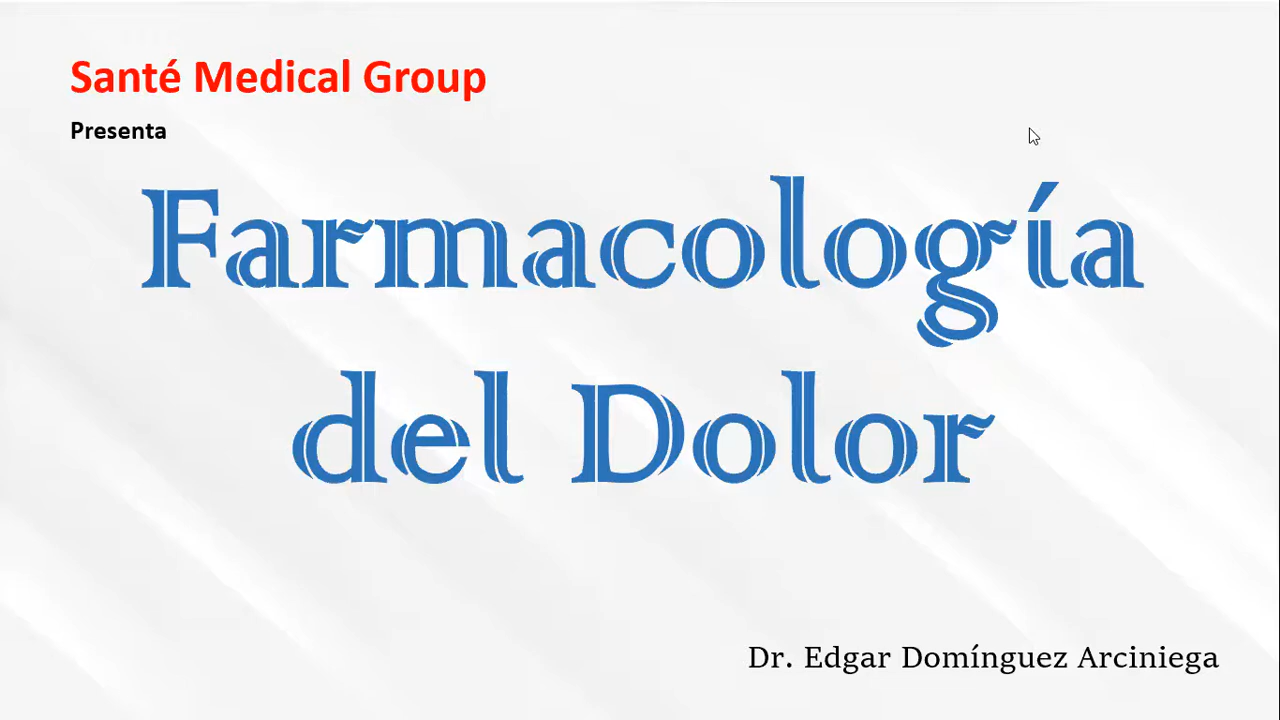 Santé Medical Group
Presenta
Farmacología
del Dolor
Dr. Edgar Domínguez Arciniega